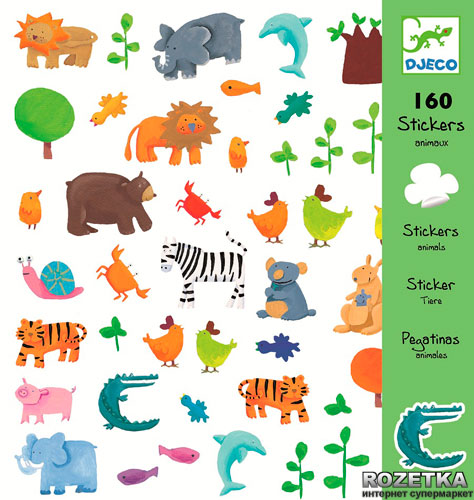 DJECO
160
Stickers
animaux
Stickers
animals
Sticker
Tiere
Pegatinas
animales
ROZETKA
интернет супермаркет